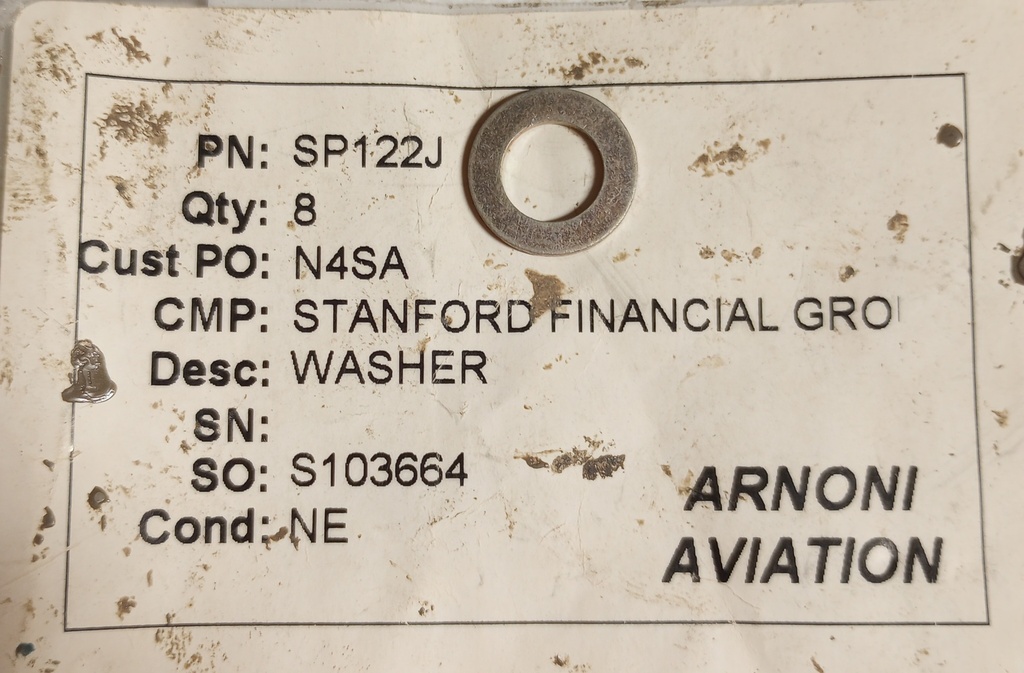 PN: SP122J
Qty: 8
Cust PO: N4SA
CMP: STANFORD FINANCIAL GRO
Desc: WASHER
SN:
SO: S103664
Cond: NE
ARNONI
AVIATION